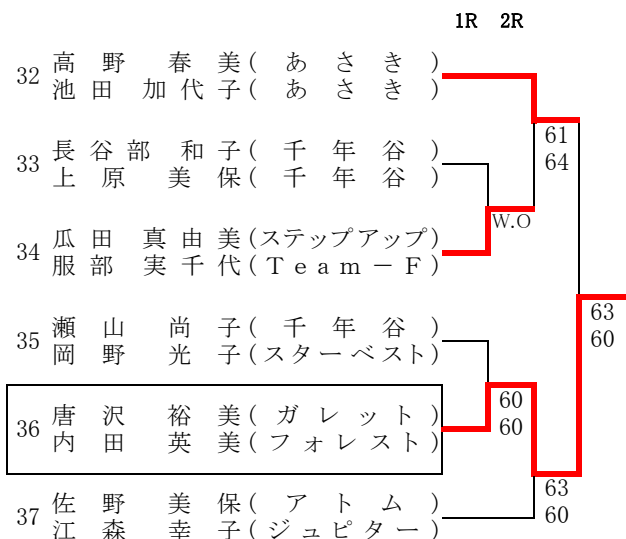 1R 2R
32 高野 春美(あさき)
池田 加代子(あさき)
61
64
33 長谷部 和子(千年谷)
上原 美保(千年谷)
W.O
34 瓜田 真由美(ステップアップ)
服部 実千代(Team-F)
63
60
35 瀬山 尚子(千年谷)
岡野 光子(スターベスト)
60
60
36 唐沢 裕美(ガレット)
内田 英美(フォレスト)
63
60
37 佐野 美保(アトム)
江森 幸子(ジュピター)